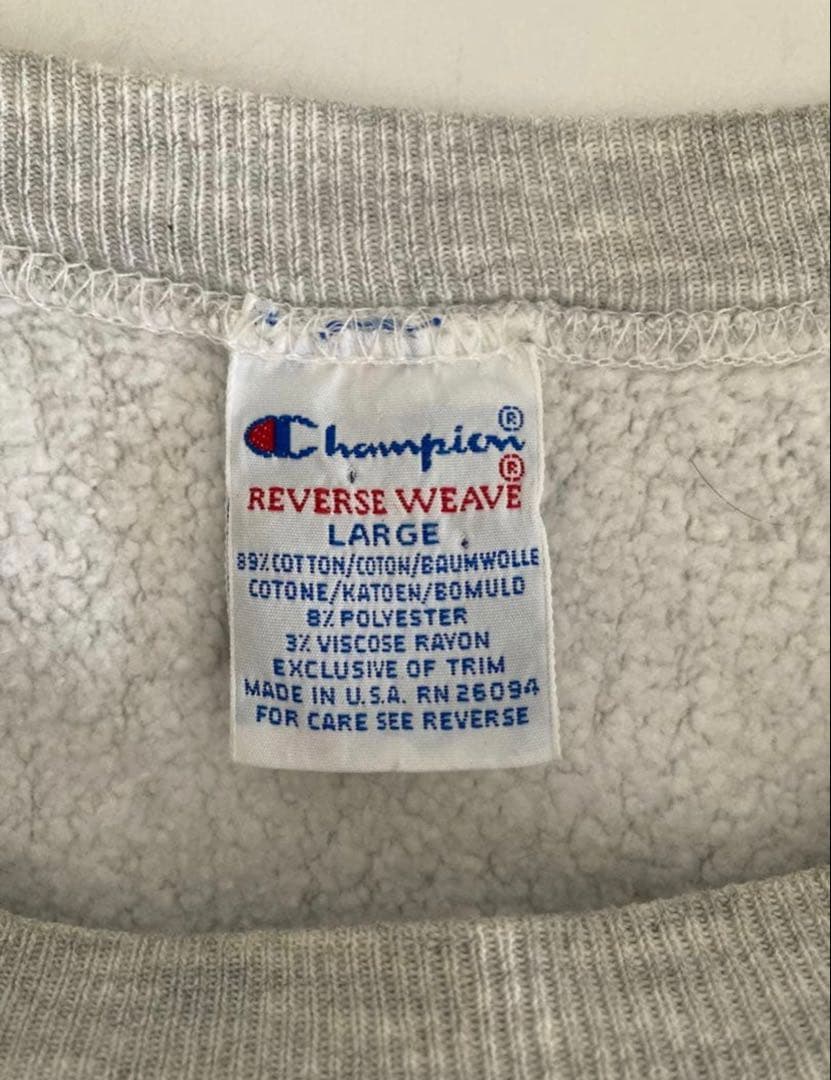 Champion®
REVERSE WEAVE®
LARGE
89% COTTON/COTON/BAUMWOLLE
COTONE/KATOEN/BOMULD
8% POLYESTER
3% VISCOSE RAYON
EXCLUSIVE OF TRIM
MADE IN U.S.A. RN 26094
FOR CARE SEE REVERSE